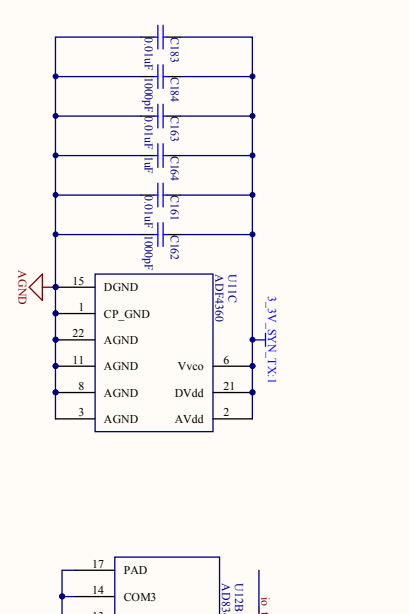 C183
0.01uF
C184
1000pF
C163
0.01uF
C164
1uF
C161
0.01uF
C162
1000pF
U11C
ADF4360
AGND
3_3V_SYN_TX:1
15 DGND
1 CP_GND
22 AGND
11 AGND Vvco 6
8 AGND DVdd 21
3 AGND AVdd 2
U12B
17 PAD
14 COM3